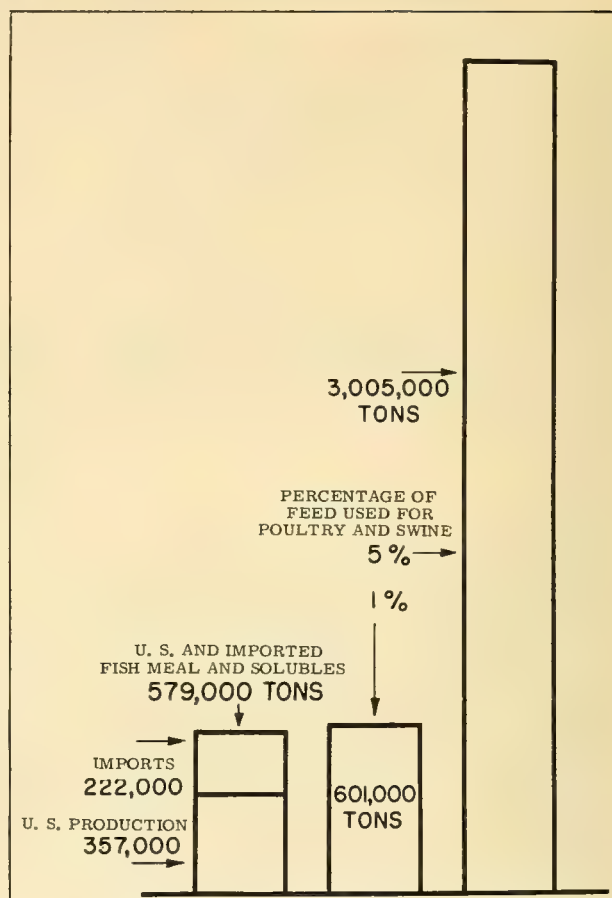 3,005,000
TONS
PERCENTAGE OF
FEED USED FOR
POULTRY AND SWINE
5%
1%
U. S. AND IMPORTED
FISH MEAL AND SOLUBLES
579,000 TONS
IMPORTS
222,000
U. S. PRODUCTION
357,000
601,000
TONS